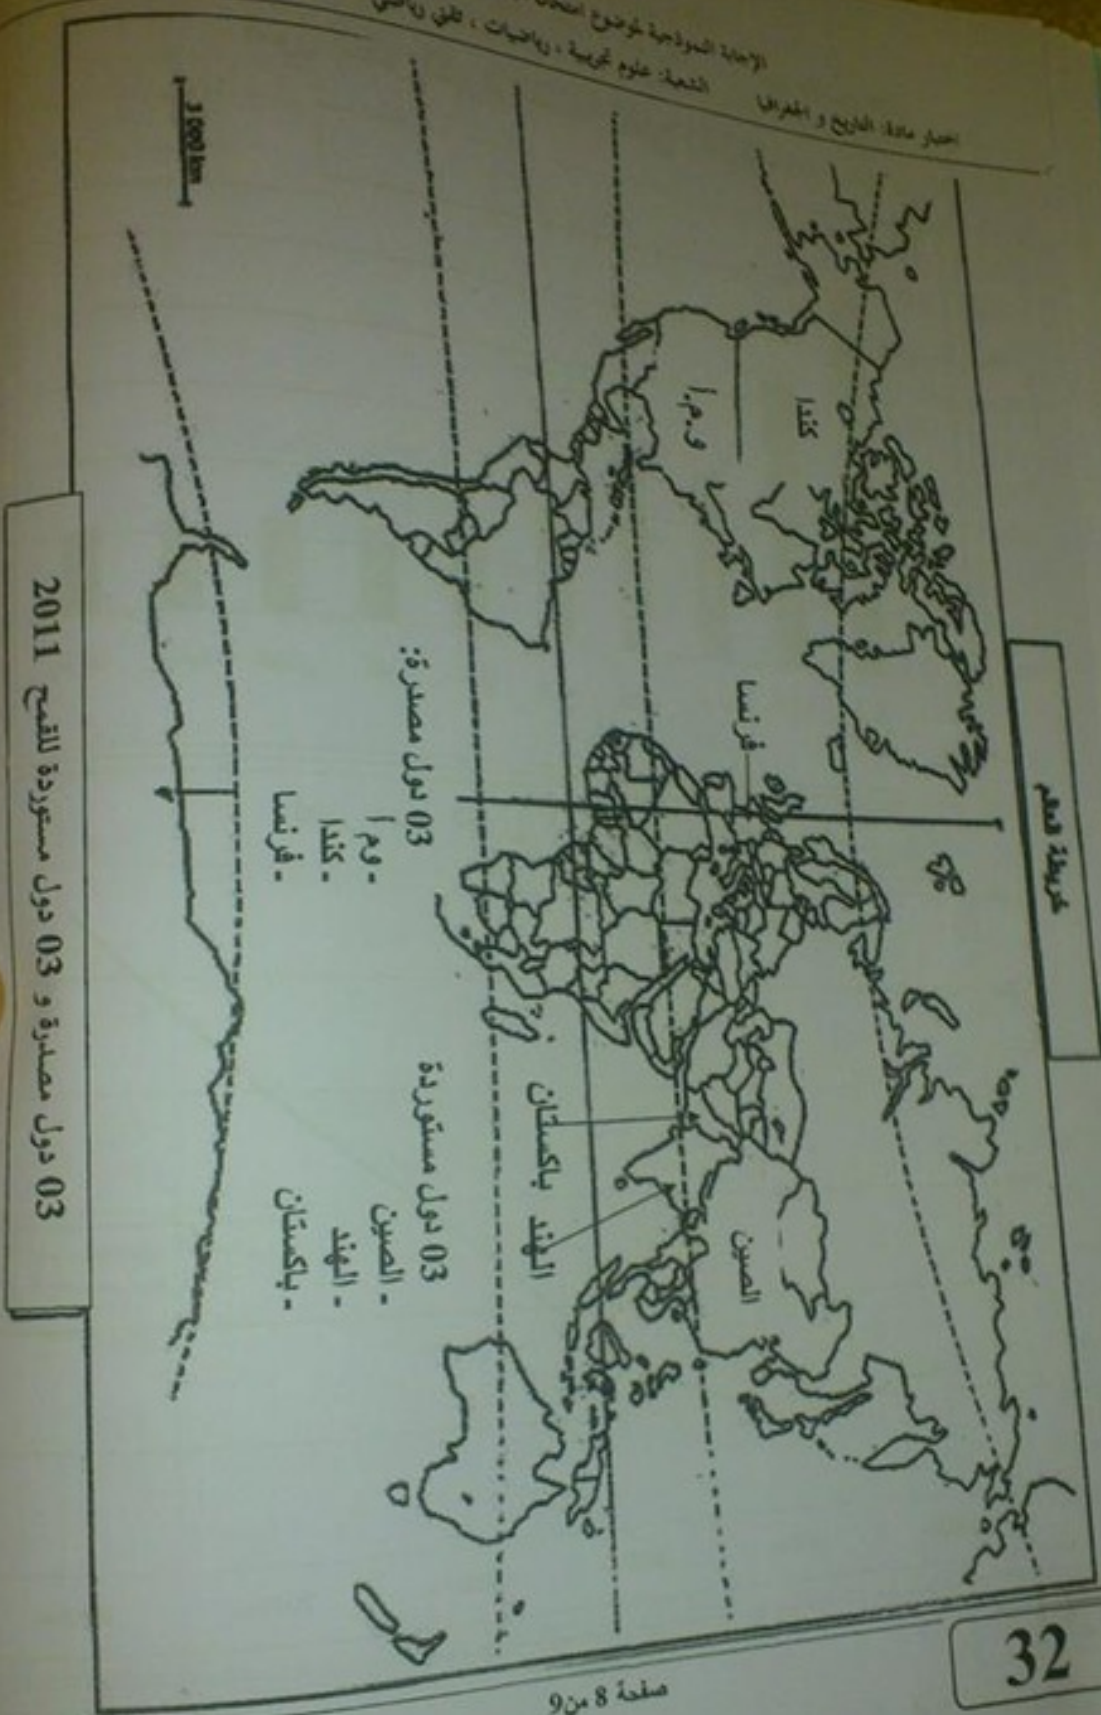 الإجابة النموذجية لموضوع امتحان
اختبار مادة: التاريخ و الجغرافيا الشعبة: علوم تجريبية ، رياضيات ، تقني رياضي
32
خريطة العالم
كندا
و.م.أ
فرنسا
الصين
باكستان
الهند
03 دول مصدرة:
- و م أ
- كندا
- فرنسا
03 دول مستوردة
- الصين
- الهند
- باكستان
3 000 km
03 دول مصدرة و 03 دول مستوردة للقمح 2011
صفحة 8 من 9